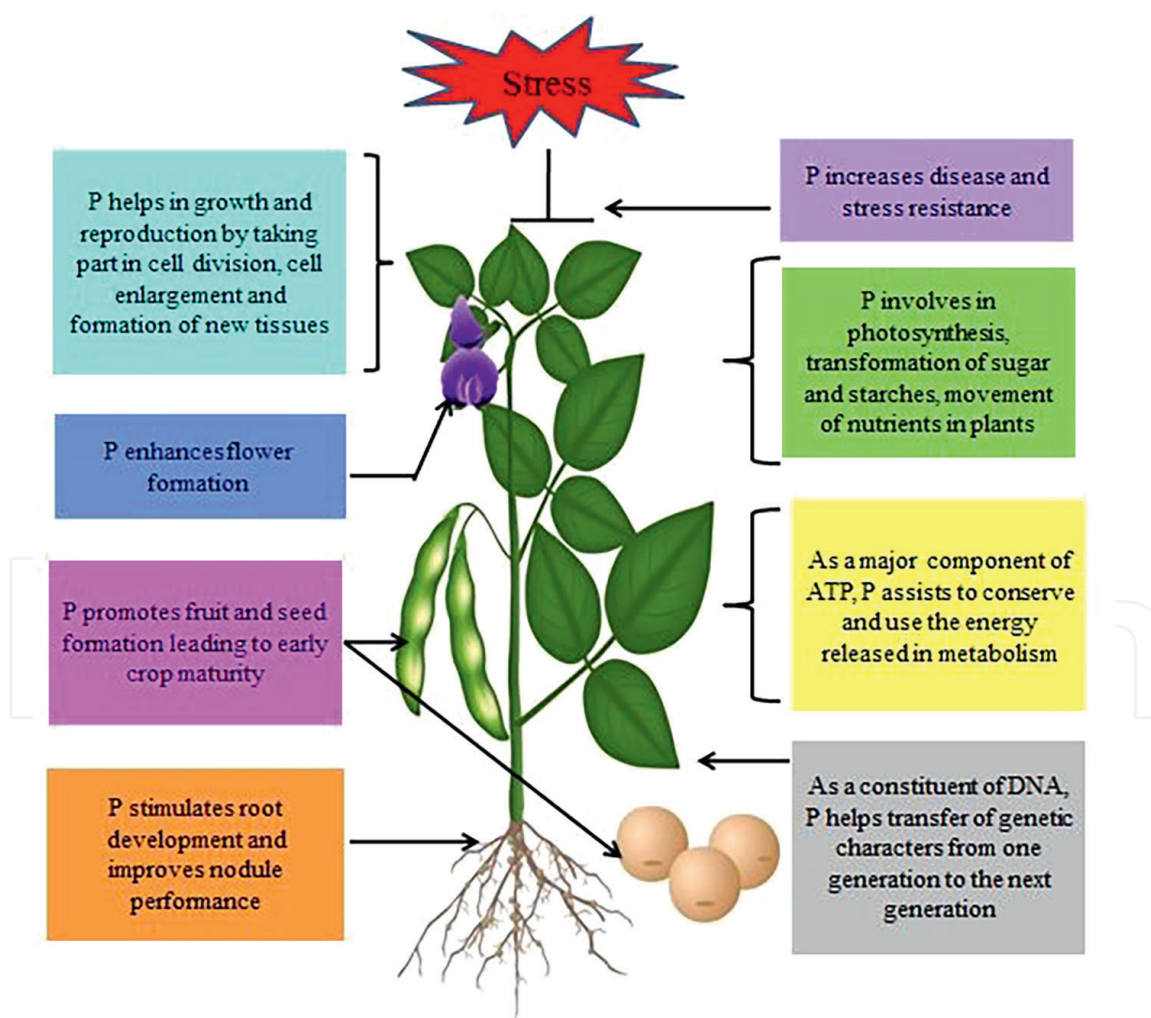 Stress
P helps in growth and
reproduction by taking
part in cell division, cell
enlargement and
formation of new tissues
P enhances flower
formation
P promotes fruit and seed
formation leading to early
crop maturity
P stimulates root
development and
improves nodule
performance
P increases disease and
stress resistance
P involves in
photosynthesis,
transformation of sugar
and starches, movement
of nutrients in plants
As a major component of
ATP, P assists to conserve
and use the energy
released in metabolism
As a constituent of DNA,
P helps transfer of genetic
characters from one
generation to the next
generation